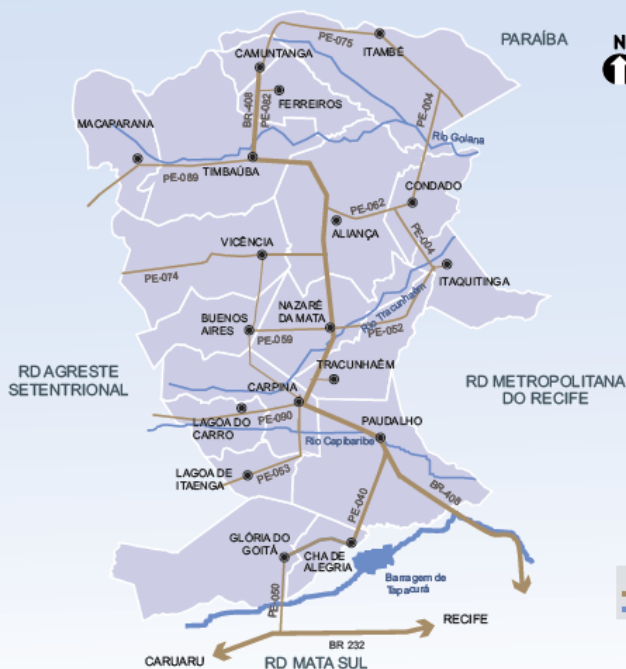 PE-075
PARAÍBA
N
ITAMBÉ
CAMUNTANGA
BR-408
PE-082
FERREIROS
PE-004
MACAPARANA
Rio Goiana
TIMBAÚBA
PE-089
CONDADO
PE-062
ALIANÇA
VICÊNCIA
PE-004
PE-074
ITAQUITINGA
NAZARÉ
DA MATA
Rio Tracunhaém
BUENOS
AIRES
PE-059
PE-052
TRACUNHAÉM
RD AGRESTE
SETENTRIONAL
CARPINA
RD METROPOLITANA
DO RECIFE
LAGOA DO
CARRO
PE-090
PAUDALHO
Rio Capibaribe
LAGOA DE
ITAENGA
PE-053
BR-408
PE-040
GLÓRIA DO
GOITÁ
CHA DE
ALEGRIA
Barragem de
Tapacurá
PE-050
RECIFE
BR 232
CARUARU
RD MATA SUL